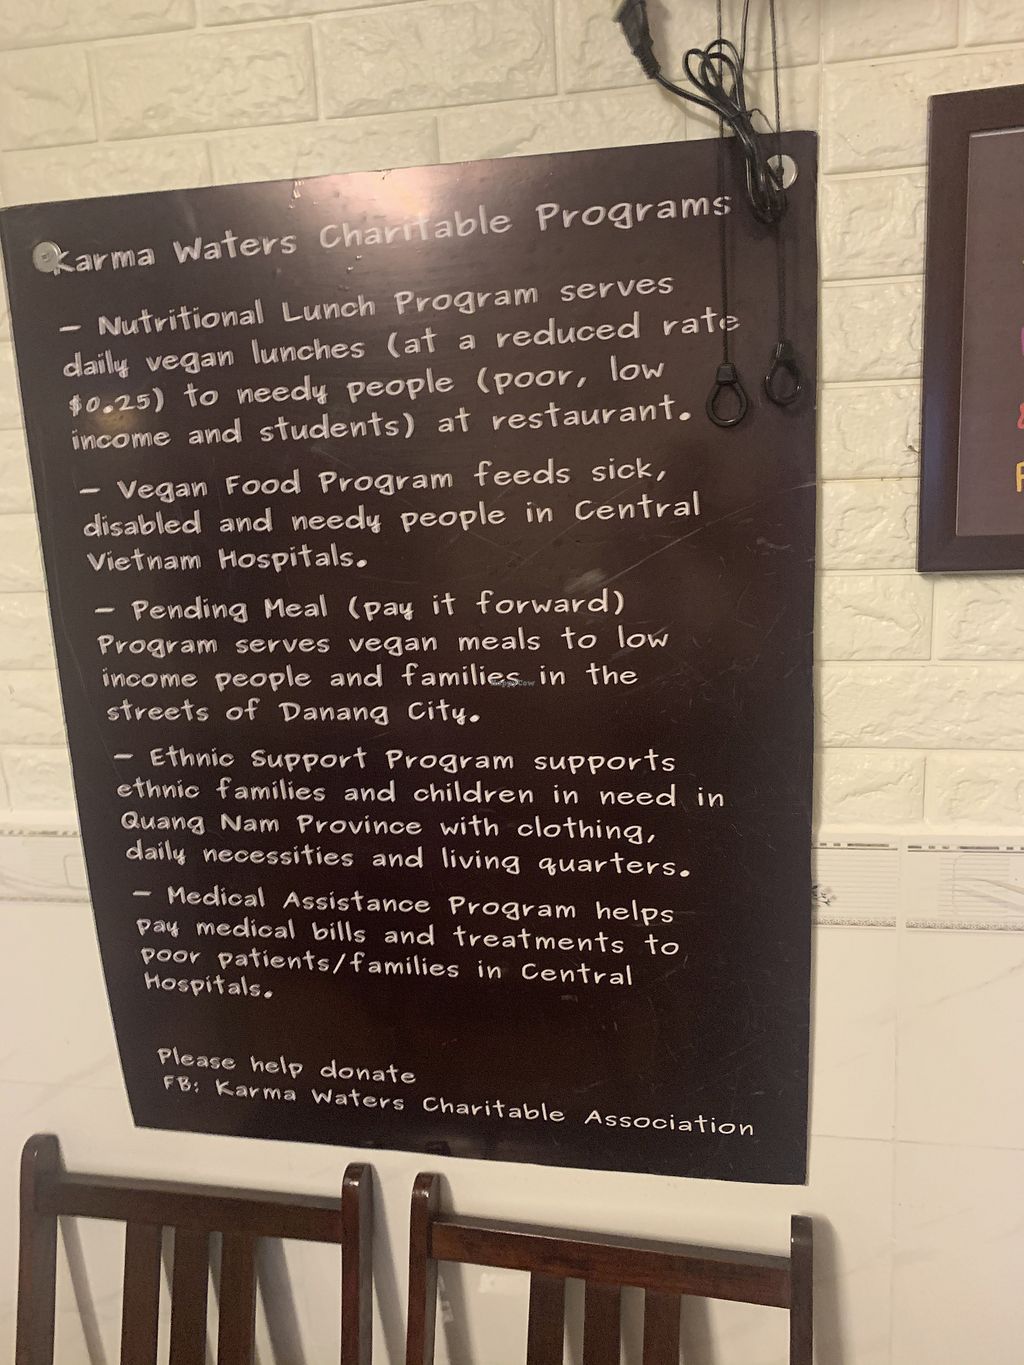 Karma Waters Charitable Programs
– Nutritional Lunch Program serves
daily vegan lunches (at a reduced rate
$0.25) to needy people (poor, low
income and students) at restaurant.
– Vegan Food Program feeds sick,
disabled and needy people in Central
Vietnam Hospitals.
– Pending Meal (pay it forward)
Program serves vegan meals to low
income people and families in the
streets of Danang City.
– Ethnic Support Program supports
ethnic families and children in need in
Quang Nam Province with clothing,
daily necessities and living quarters.
– Medical Assistance Program helps
pay medical bills and treatments to
poor patients/families in Central
Hospitals.
Please help donate
FB: Karma Waters Charitable Association
HappyCow